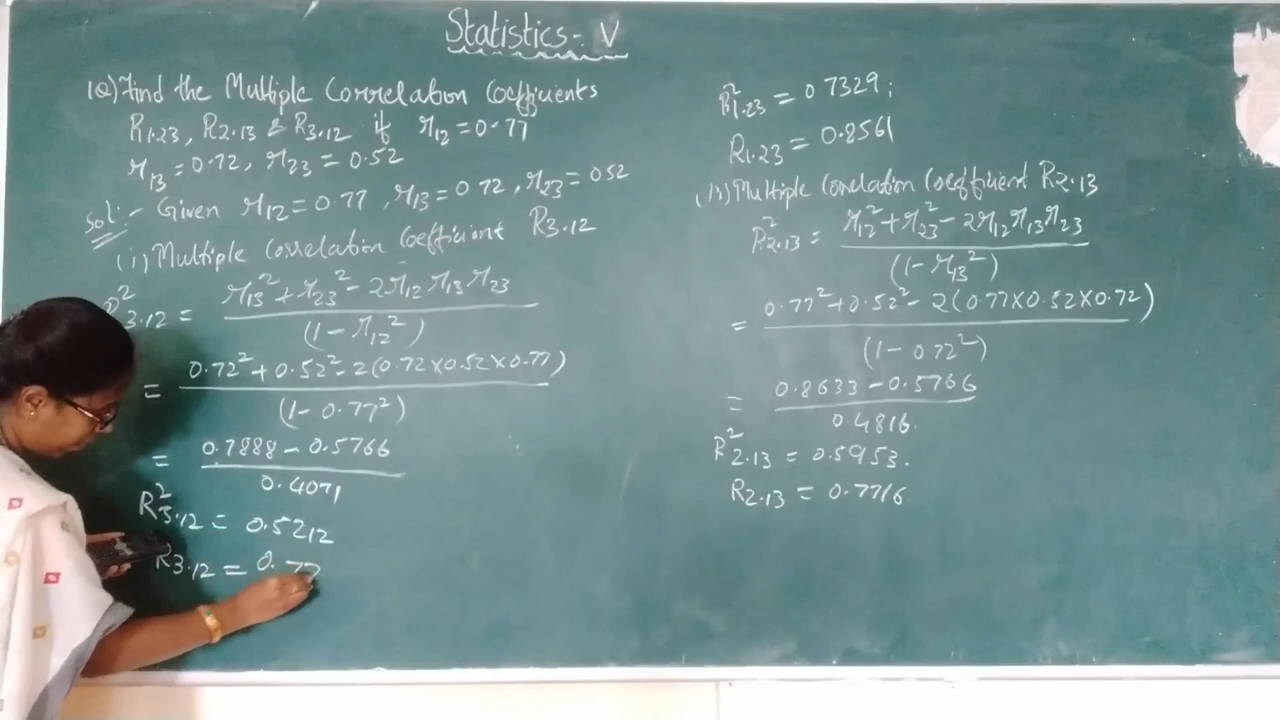 Statistics - V
1Q) Find the Multiple Correlation Coefficients
R1.23, R2.13 & R3.12 if r12 = 0.77
r13 = 0.72, r23 = 0.52
Sol:- Given r12 = 0.77, r13 = 0.72, r23 = 0.52
(i) Multiple Correlation Coefficient R3.12
R²3.12 = r13² + r23² - 2r12 r13 r23
(1 - r12²)
= 0.72² + 0.52² - 2(0.72 x 0.52 x 0.77)
(1 - 0.77²)
= 0.7888 - 0.5766
0.4071
R²3.12 = 0.5212
R3.12 = 0.72
R²1.23 = 0.7329;
R1.23 = 0.8561
(ii) Multiple Correlation Coefficient R2.13
R²2.13 = r12² + r23² - 2r12 r13 r23
(1 - r13²)
= 0.77² + 0.52² - 2(0.77 x 0.52 x 0.72)
(1 - 0.72²)
= 0.8633 - 0.5766
0.4816.
R²2.13 = 0.5953.
R2.13 = 0.7716